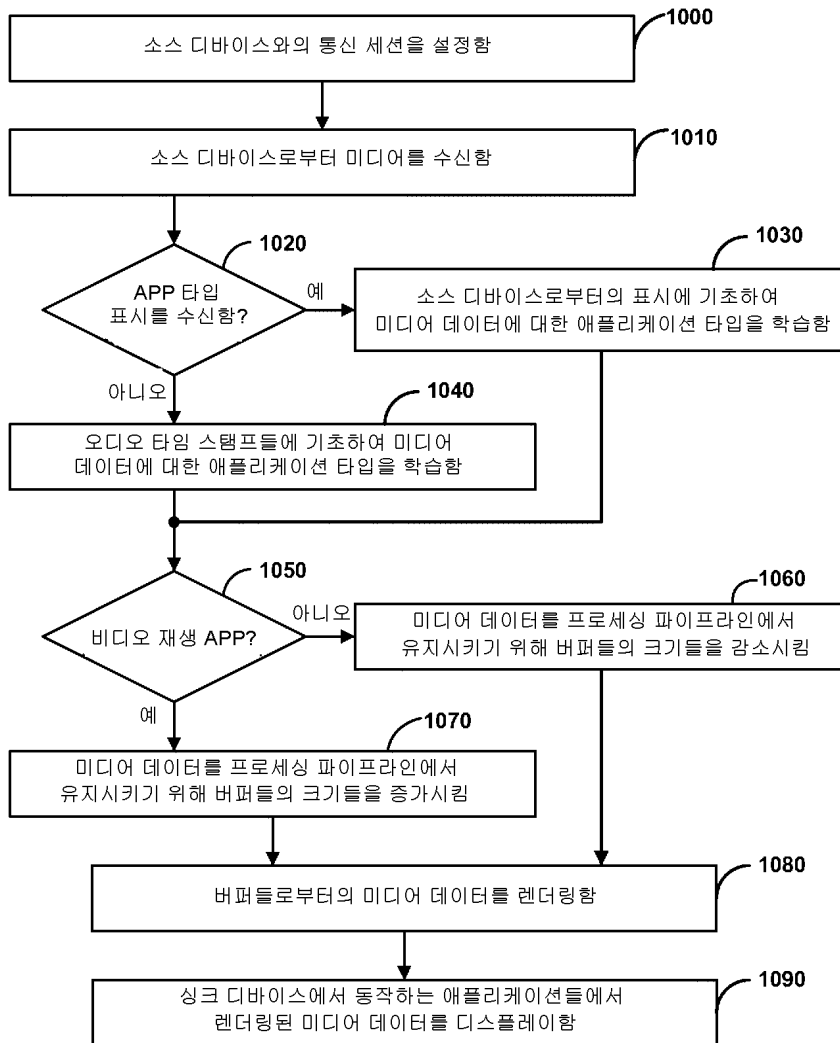 1000
소스 디바이스와의 통신 세션을 설정함
1010
소스 디바이스로부터 미디어를 수신함
1020
APP 타입
표시를 수신함?
예
1030
소스 디바이스로부터의 표시에 기초하여
미디어 데이터에 대한 애플리케이션 타입을 학습함
아니오
1040
오디오 타임 스탬프들에 기초하여 미디어
데이터에 대한 애플리케이션 타입을 학습함
1050
비디오 재생 APP?
아니오
1060
미디어 데이터를 프로세싱 파이프라인에서
유지시키기 위해 버퍼들의 크기들을 감소시킴
예
1070
미디어 데이터를 프로세싱 파이프라인에서
유지시키기 위해 버퍼들의 크기들을 증가시킴
1080
버퍼들로부터의 미디어 데이터를 렌더링함
1090
싱크 디바이스에서 동작하는 애플리케이션들에서
렌더링된 미디어 데이터를 디스플레이함